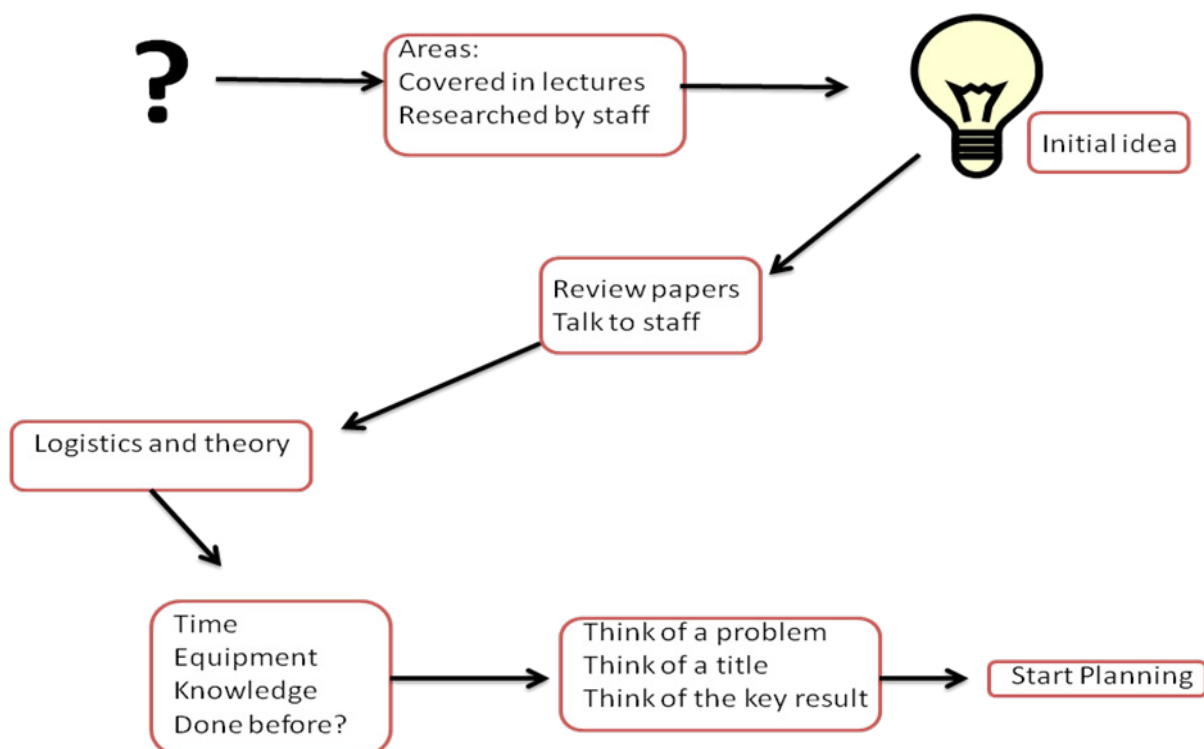 ?
Areas:
Covered in lectures
Researched by staff
Initial idea
Review papers
Talk to staff
Logistics and theory
Time
Equipment
Knowledge
Done before?
Think of a problem
Think of a title
Think of the key result
Start Planning